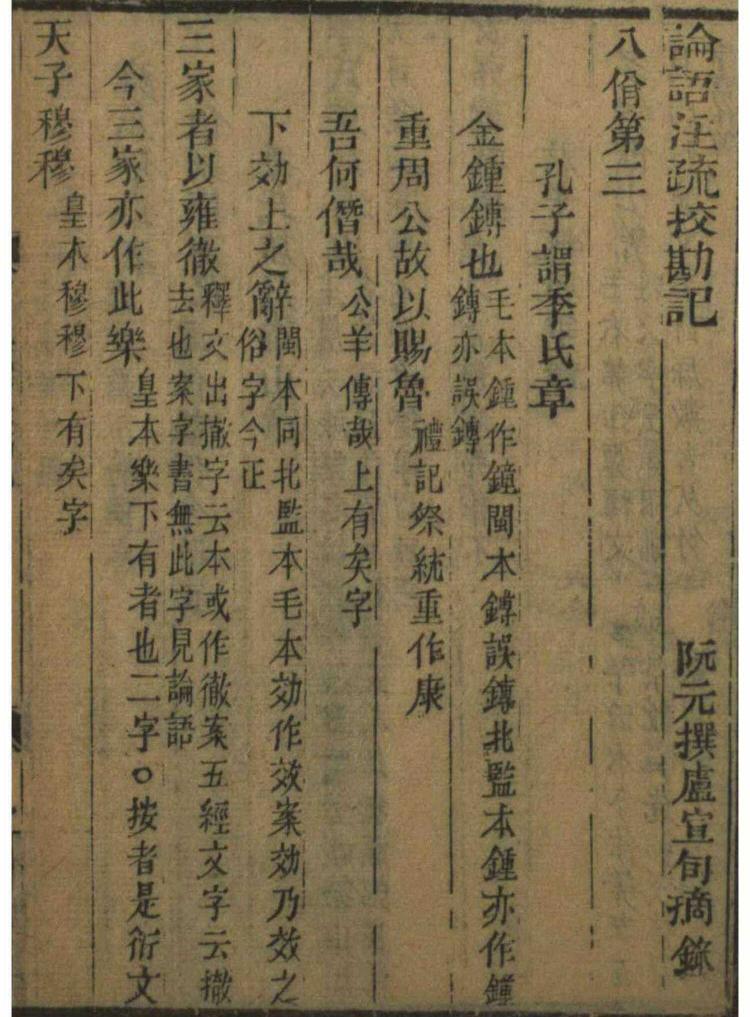 論語注疏挍勘記 阮元撰盧宣旬摘錄
八佾第三
孔子謂季氏章
金鍾鏄也毛本鍾作鐘閩本鏄誤鎛北監本鍾亦作鐘
鏄亦誤鎛
重周公故以賜魯禮記祭統重作康
吾何僭哉公羊傳哉上有矣字
下効上之辭閩本同北監本毛本効作效案効乃效之
俗字今正
三家者以雍徹釋文出撤字云本或作徹案五經文字云撤
去也案字書無此字見論語
今三家亦作此樂皇本樂下有者也二字○按者是衍文
天子穆穆皇本穆穆下有矣字